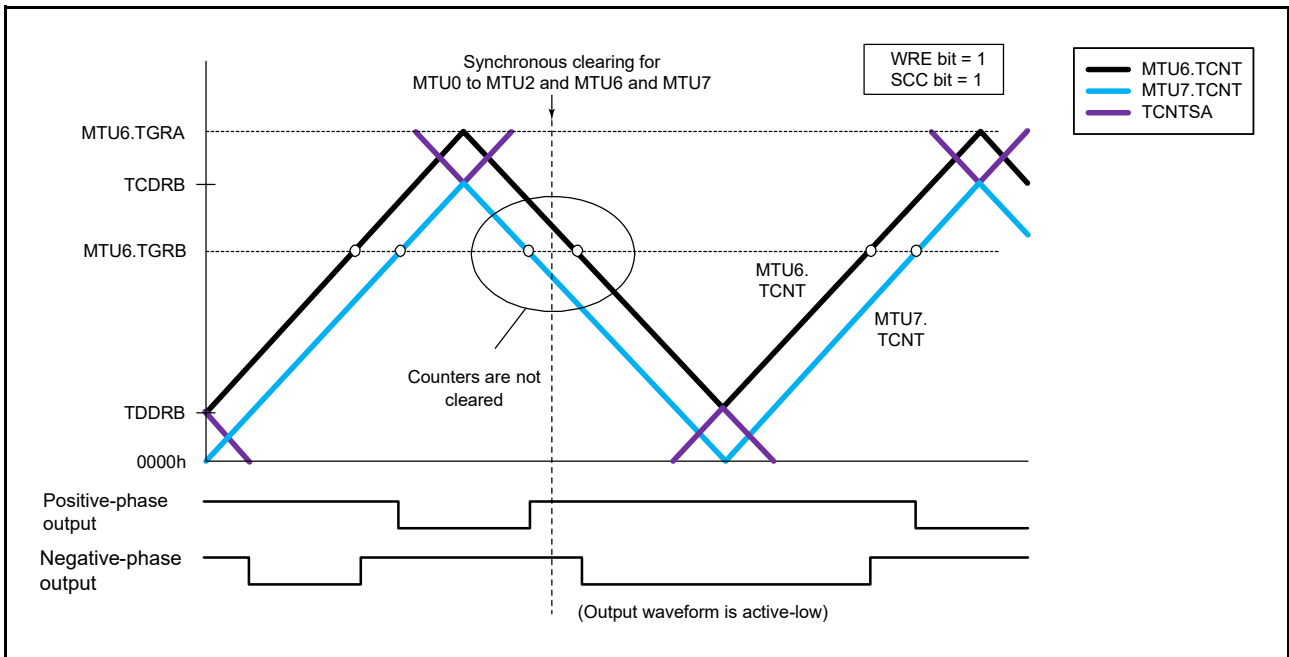 Synchronous clearing for
MTU0 to MTU2 and MTU6 and MTU7
WRE bit = 1
SCC bit = 1
MTU6.TCNT
MTU7.TCNT
TCNTSA
MTU6.TGRA
TCDRB
MTU6.TGRB
MTU6.
TCNT
MTU7.
TCNT
Counters are not
cleared
TDDRB
0000h
Positive-phase
output
Negative-phase
output
(Output waveform is active-low)